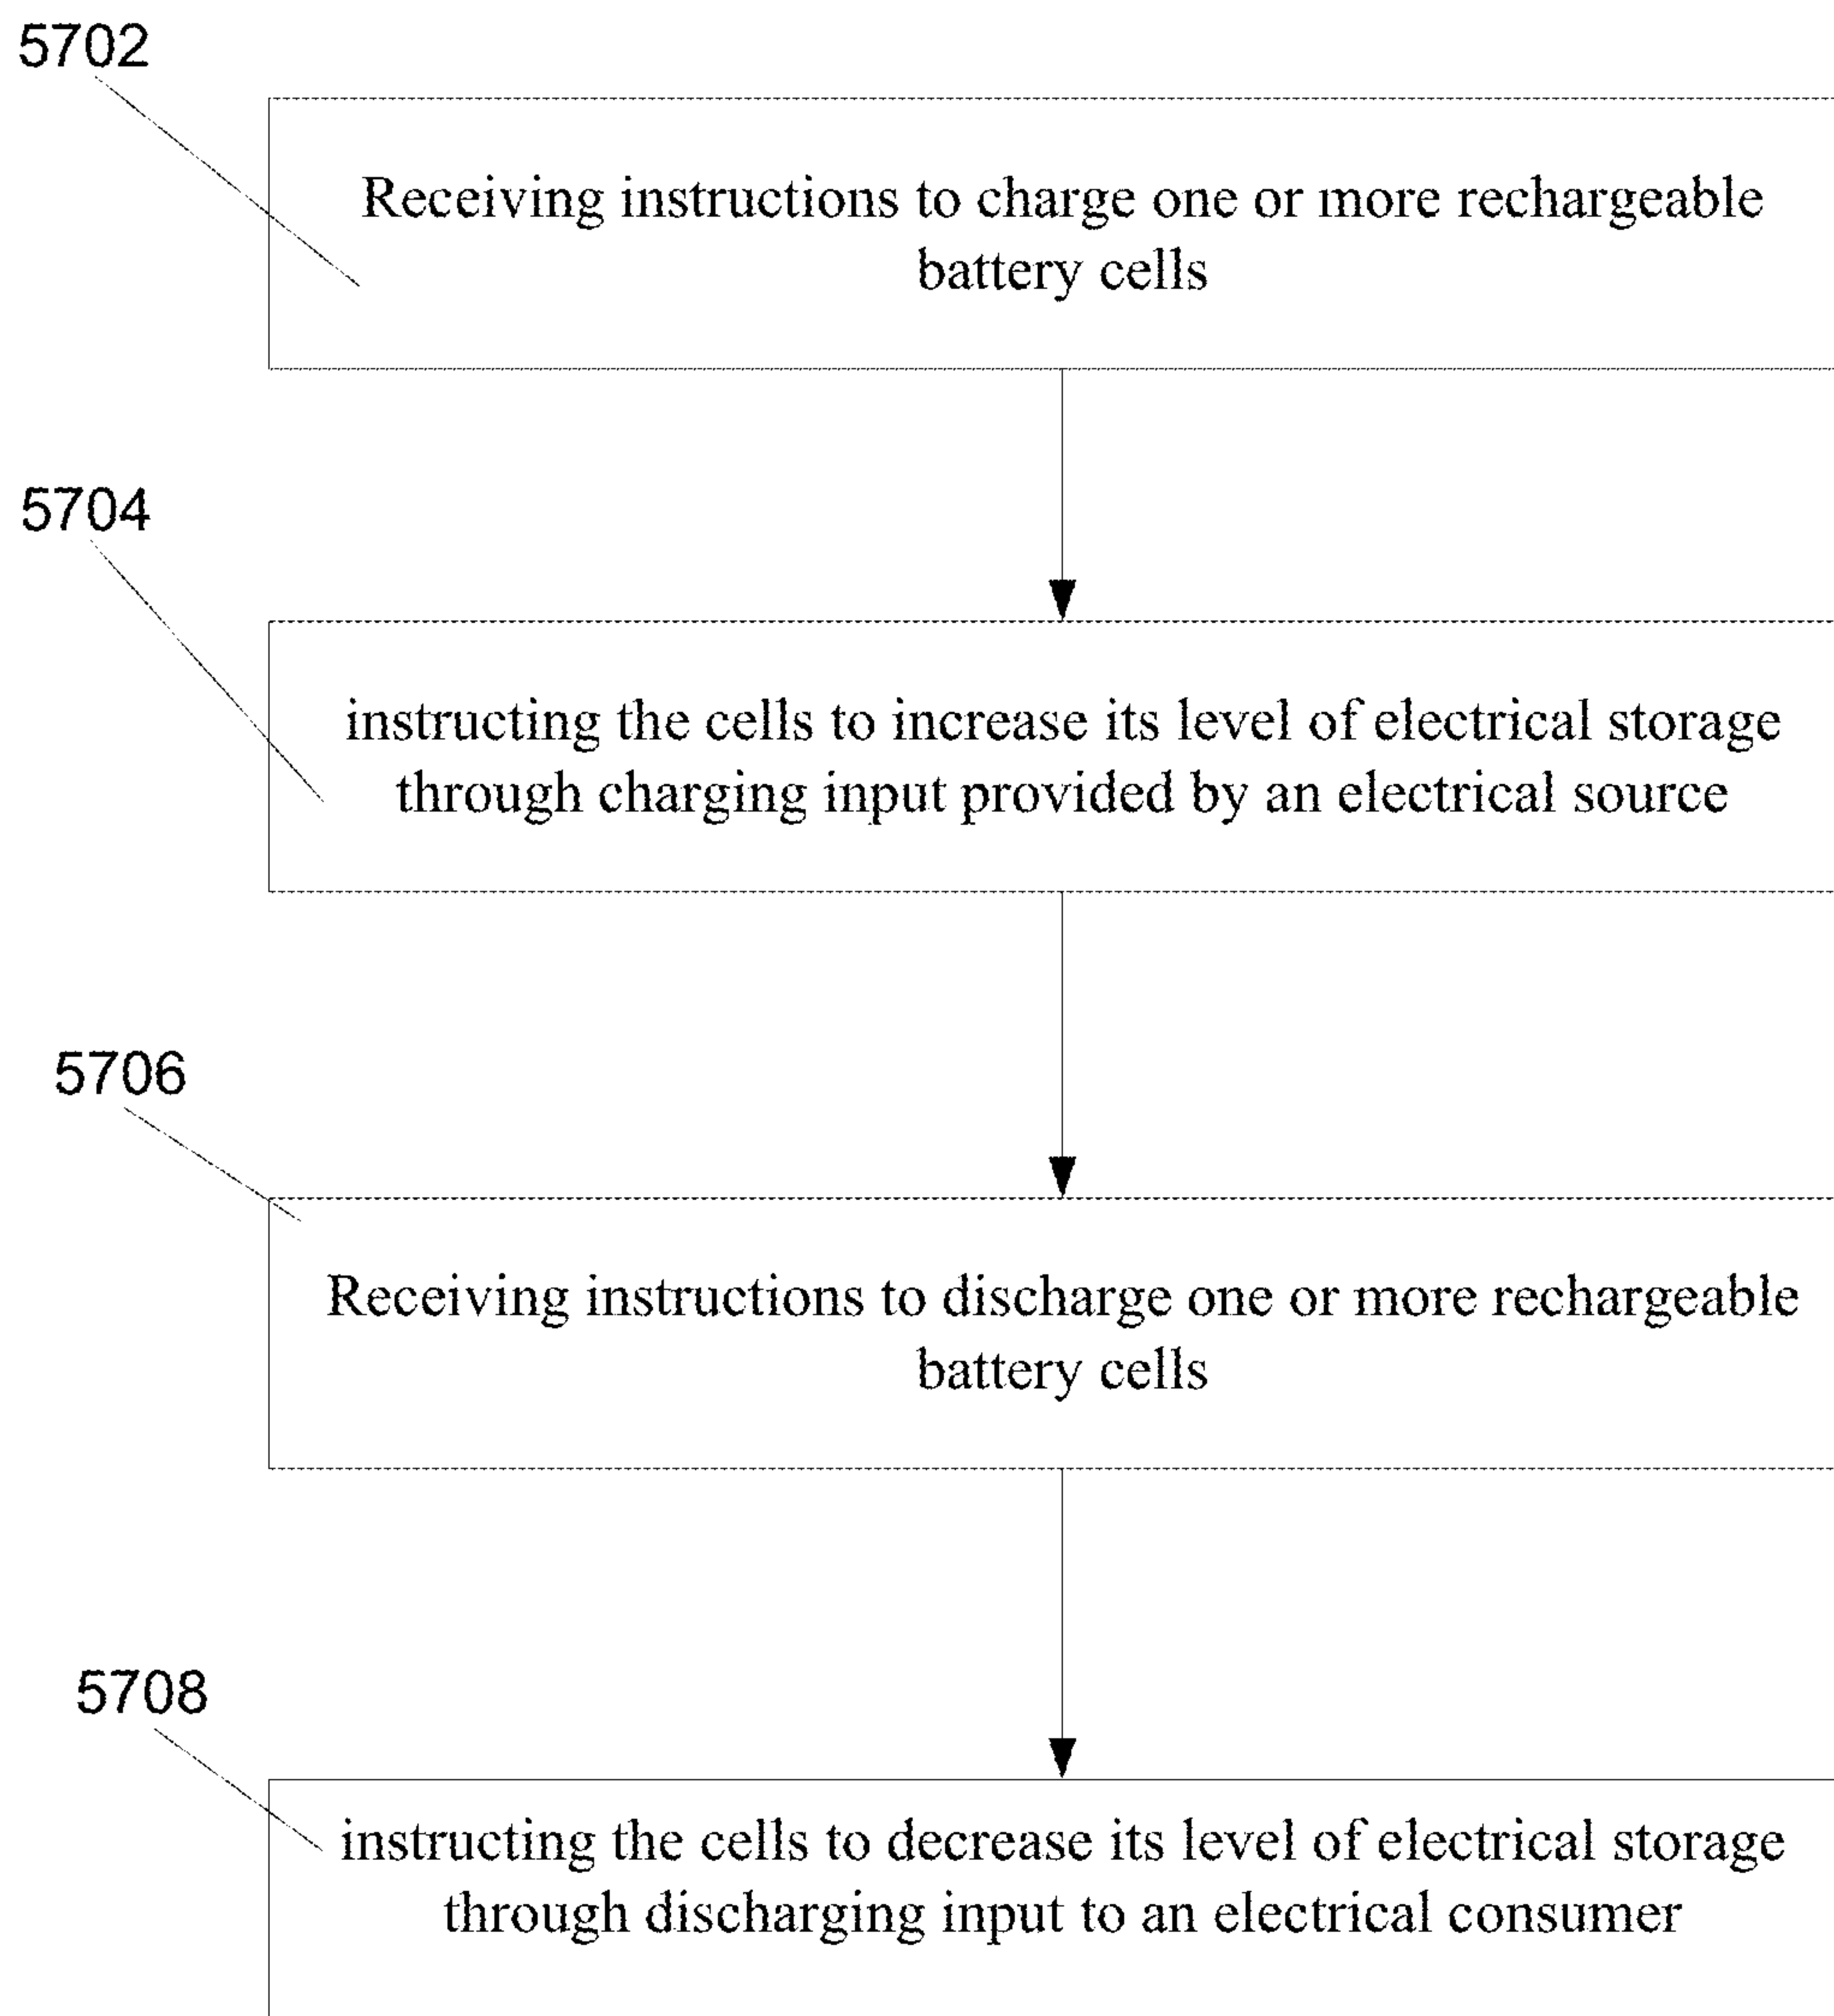 5702
Receiving instructions to charge one or more rechargeable
battery cells
5704
instructing the cells to increase its level of electrical storage
through charging input provided by an electrical source
5706
Receiving instructions to discharge one or more rechargeable
battery cells
5708
instructing the cells to decrease its level of electrical storage
through discharging input to an electrical consumer